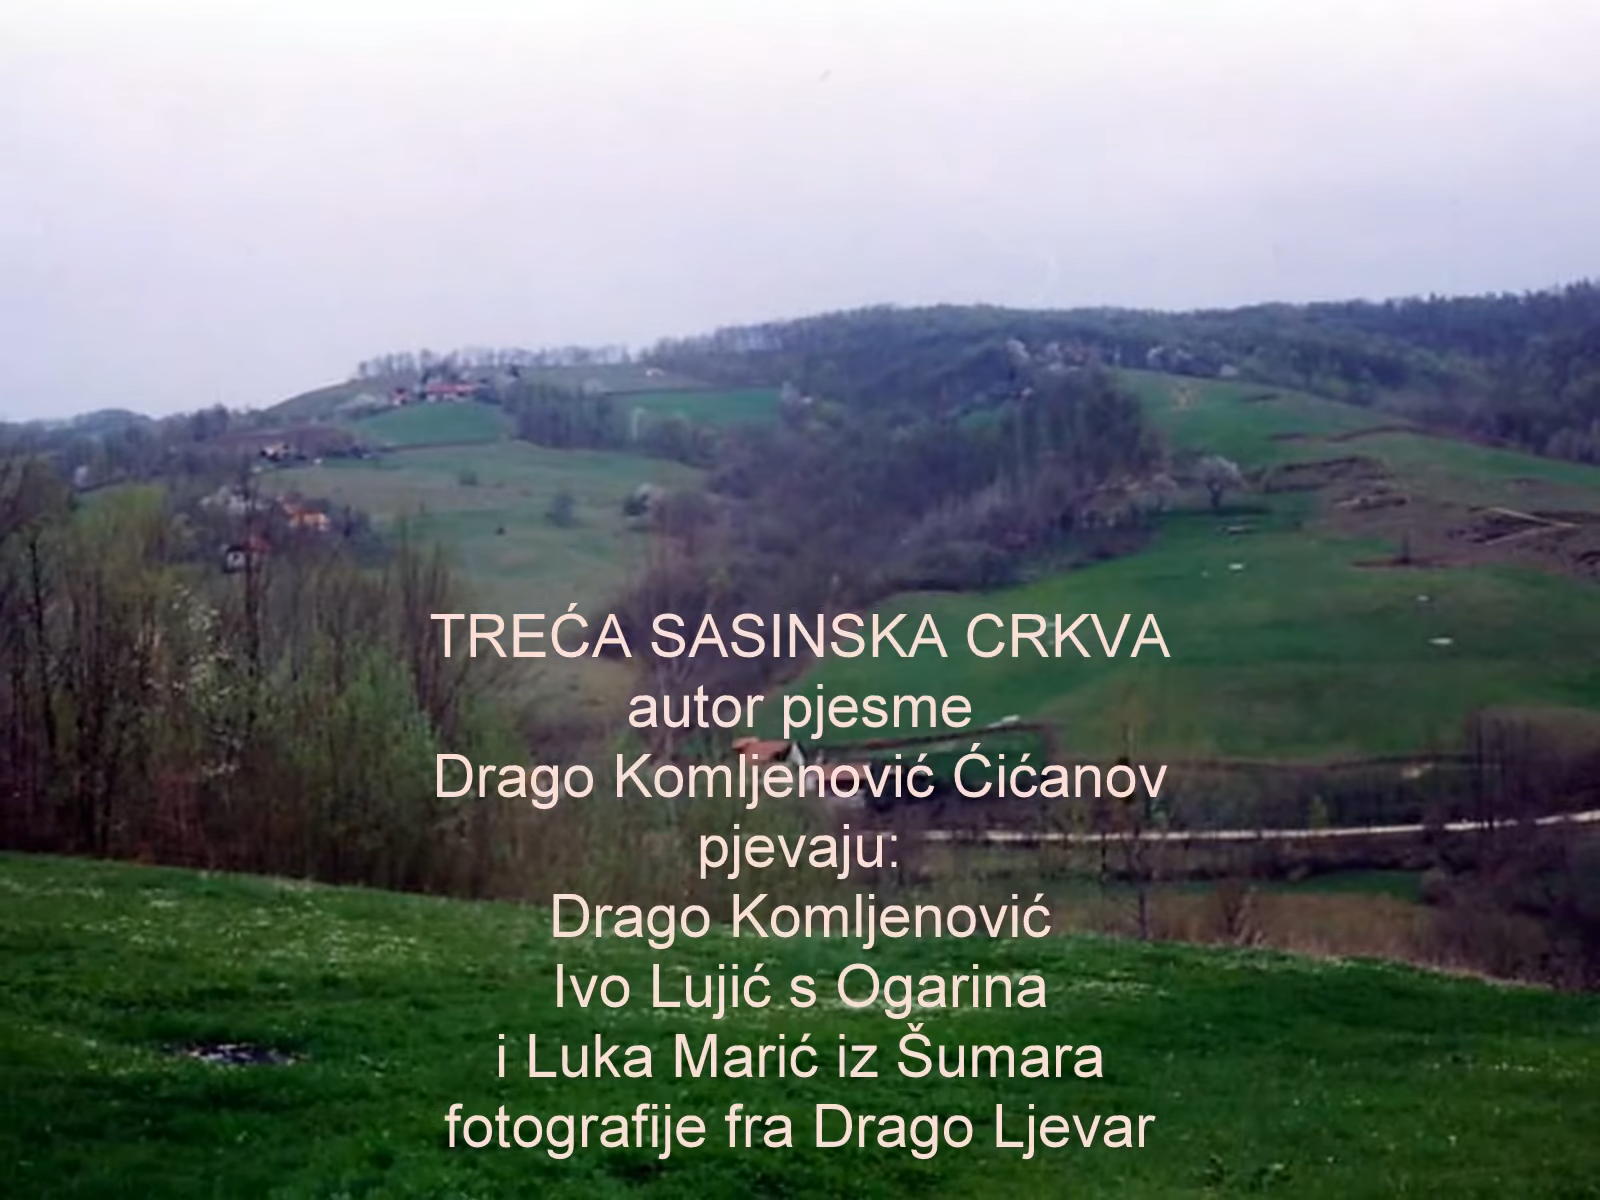 TREĆA SASINSKA CRKVA
autor pjesme
Drago Komljenović Ćićanov
pjevaju:
Drago Komljenović
Ivo Lujić s Ogarina
i Luka Marić iz Šumara
fotografije fra Drago Ljevar